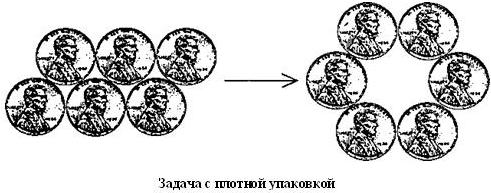 Задача с плотной упаковкой